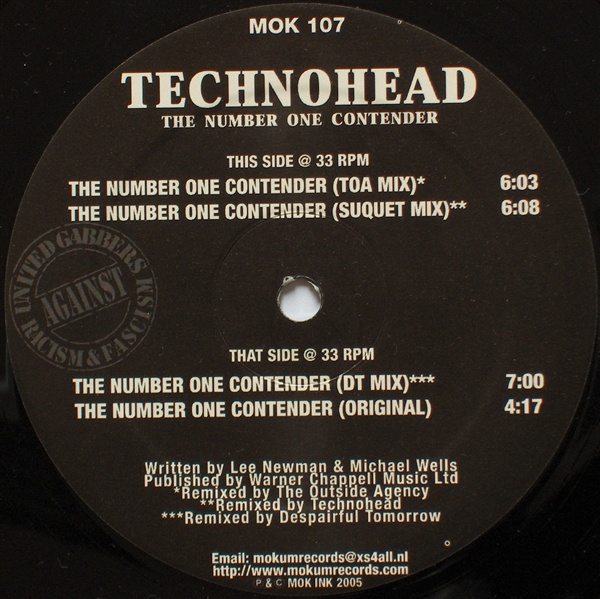 MOK 107
TECHNOHEAD
THE NUMBER ONE CONTENDER
THIS SIDE @ 33 RPM
THE NUMBER ONE CONTENDER (TOA MIX)* 6:03
THE NUMBER ONE CONTENDER (SUQUET MIX)** 6:08
UNITED GABBERS
AGAINST
RACISM & FASCISM
THAT SIDE @ 33 RPM
THE NUMBER ONE CONTENDER (DT MIX)*** 7:00
THE NUMBER ONE CONTENDER (ORIGINAL) 4:17
Written by Lee Newman & Michael Wells
Published by Warner Chappell Music Ltd
*Remixed by The Outside Agency
**Remixed by Technohead
***Remixed by Despairful Tomorrow
Email: mokumrecords@xs4all.nl
http://www.mokumrecords.com
P & C MOK INK 2005